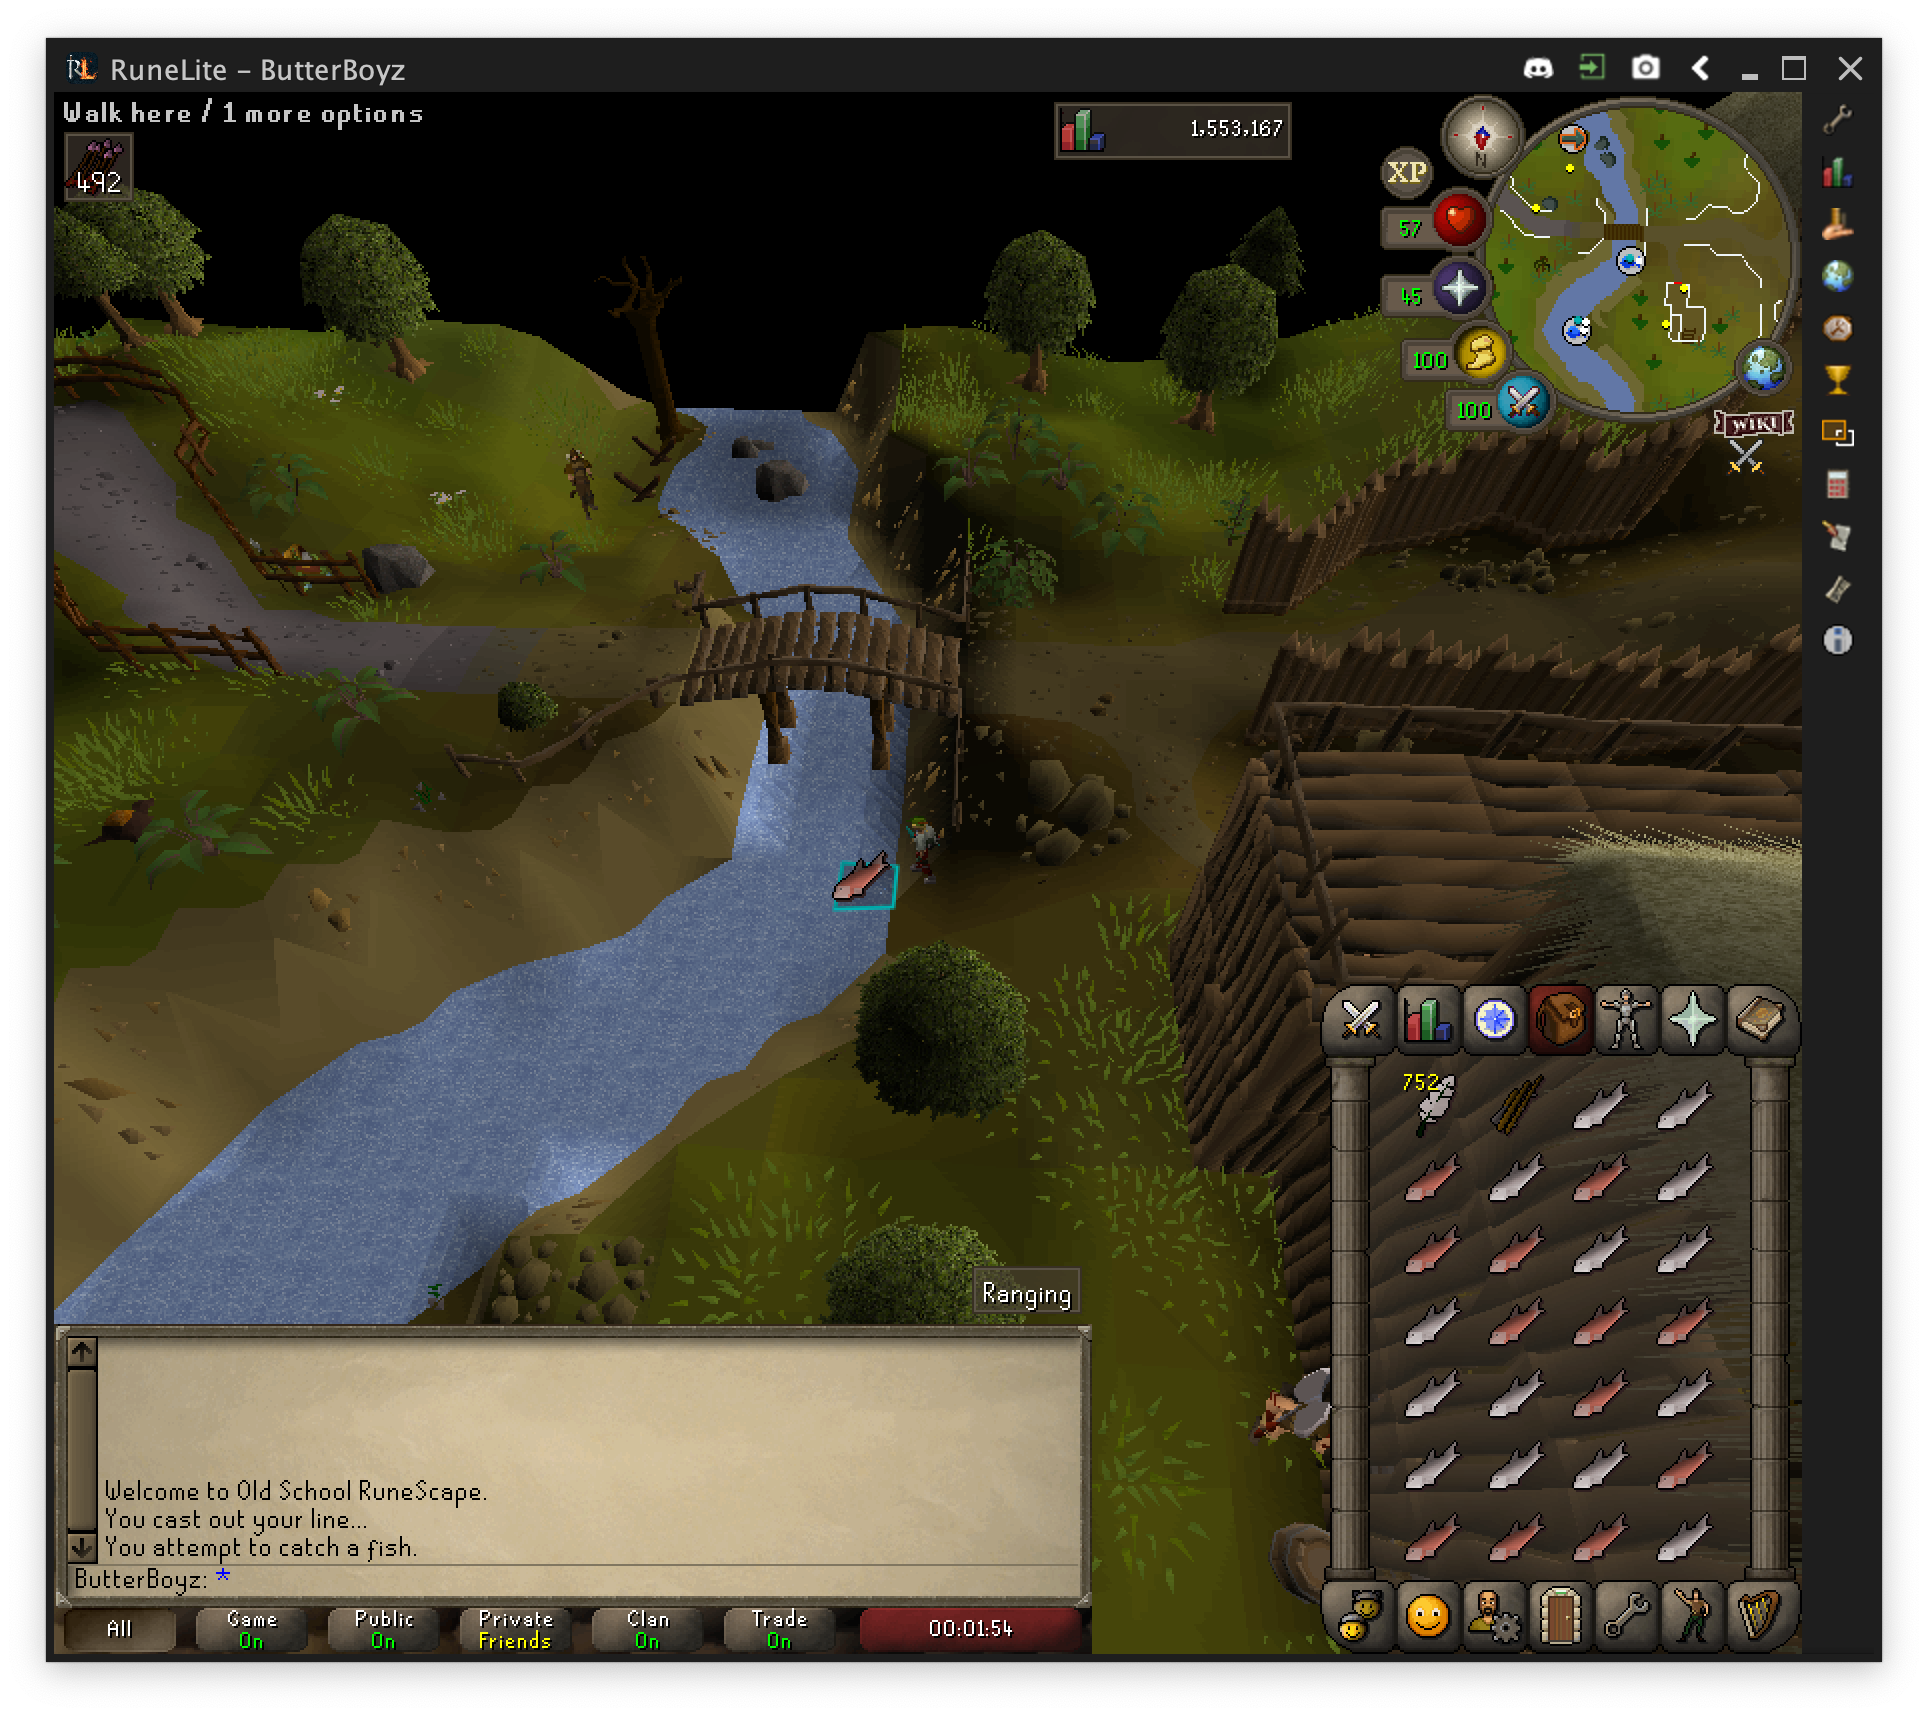 RuneLite - ButterBoyz
Walk here / 1 more options
492
1,553,167
N
XP
57
45
100
100
WIKI
752
Ranging
Welcome to Old School RuneScape.
You cast out your line...
You attempt to catch a fish.
ButterBoyz: *
All
Game
On
Public
On
Private
Friends
Clan
On
Trade
On
00:01:54